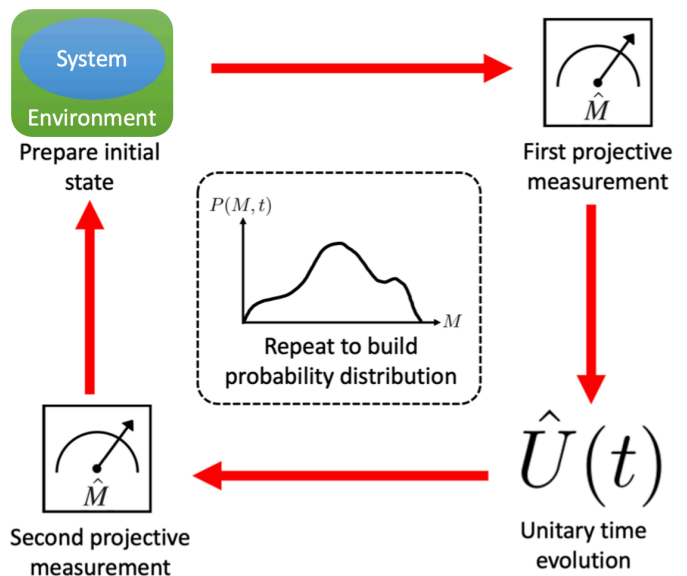 System
Environment
Prepare initial
state
M̂
First projective
measurement
P(M, t)
M
Repeat to build
probability distribution
M̂
Second projective
measurement
Û(t)
Unitary time
evolution